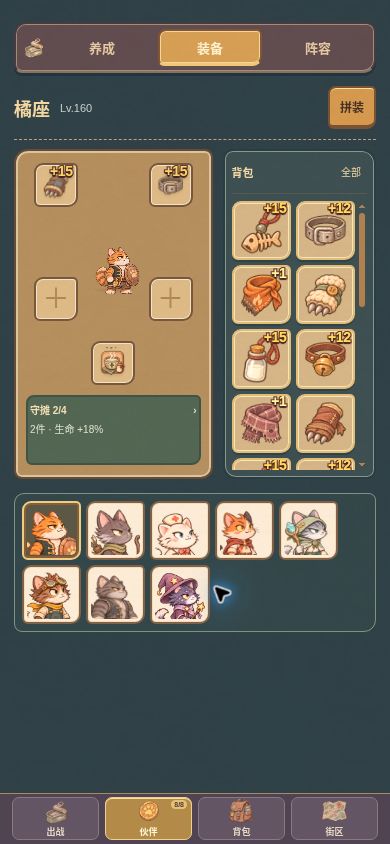 养成
装备
阵容
橘座 Lv.160
拼装
+15
+15
守摊 2/4 ›
2件 · 生命 +18%
背包
全部
+15
+12
+1
+15
+12
+1
+15
+12
出战
8/8
伙伴
背包
街区